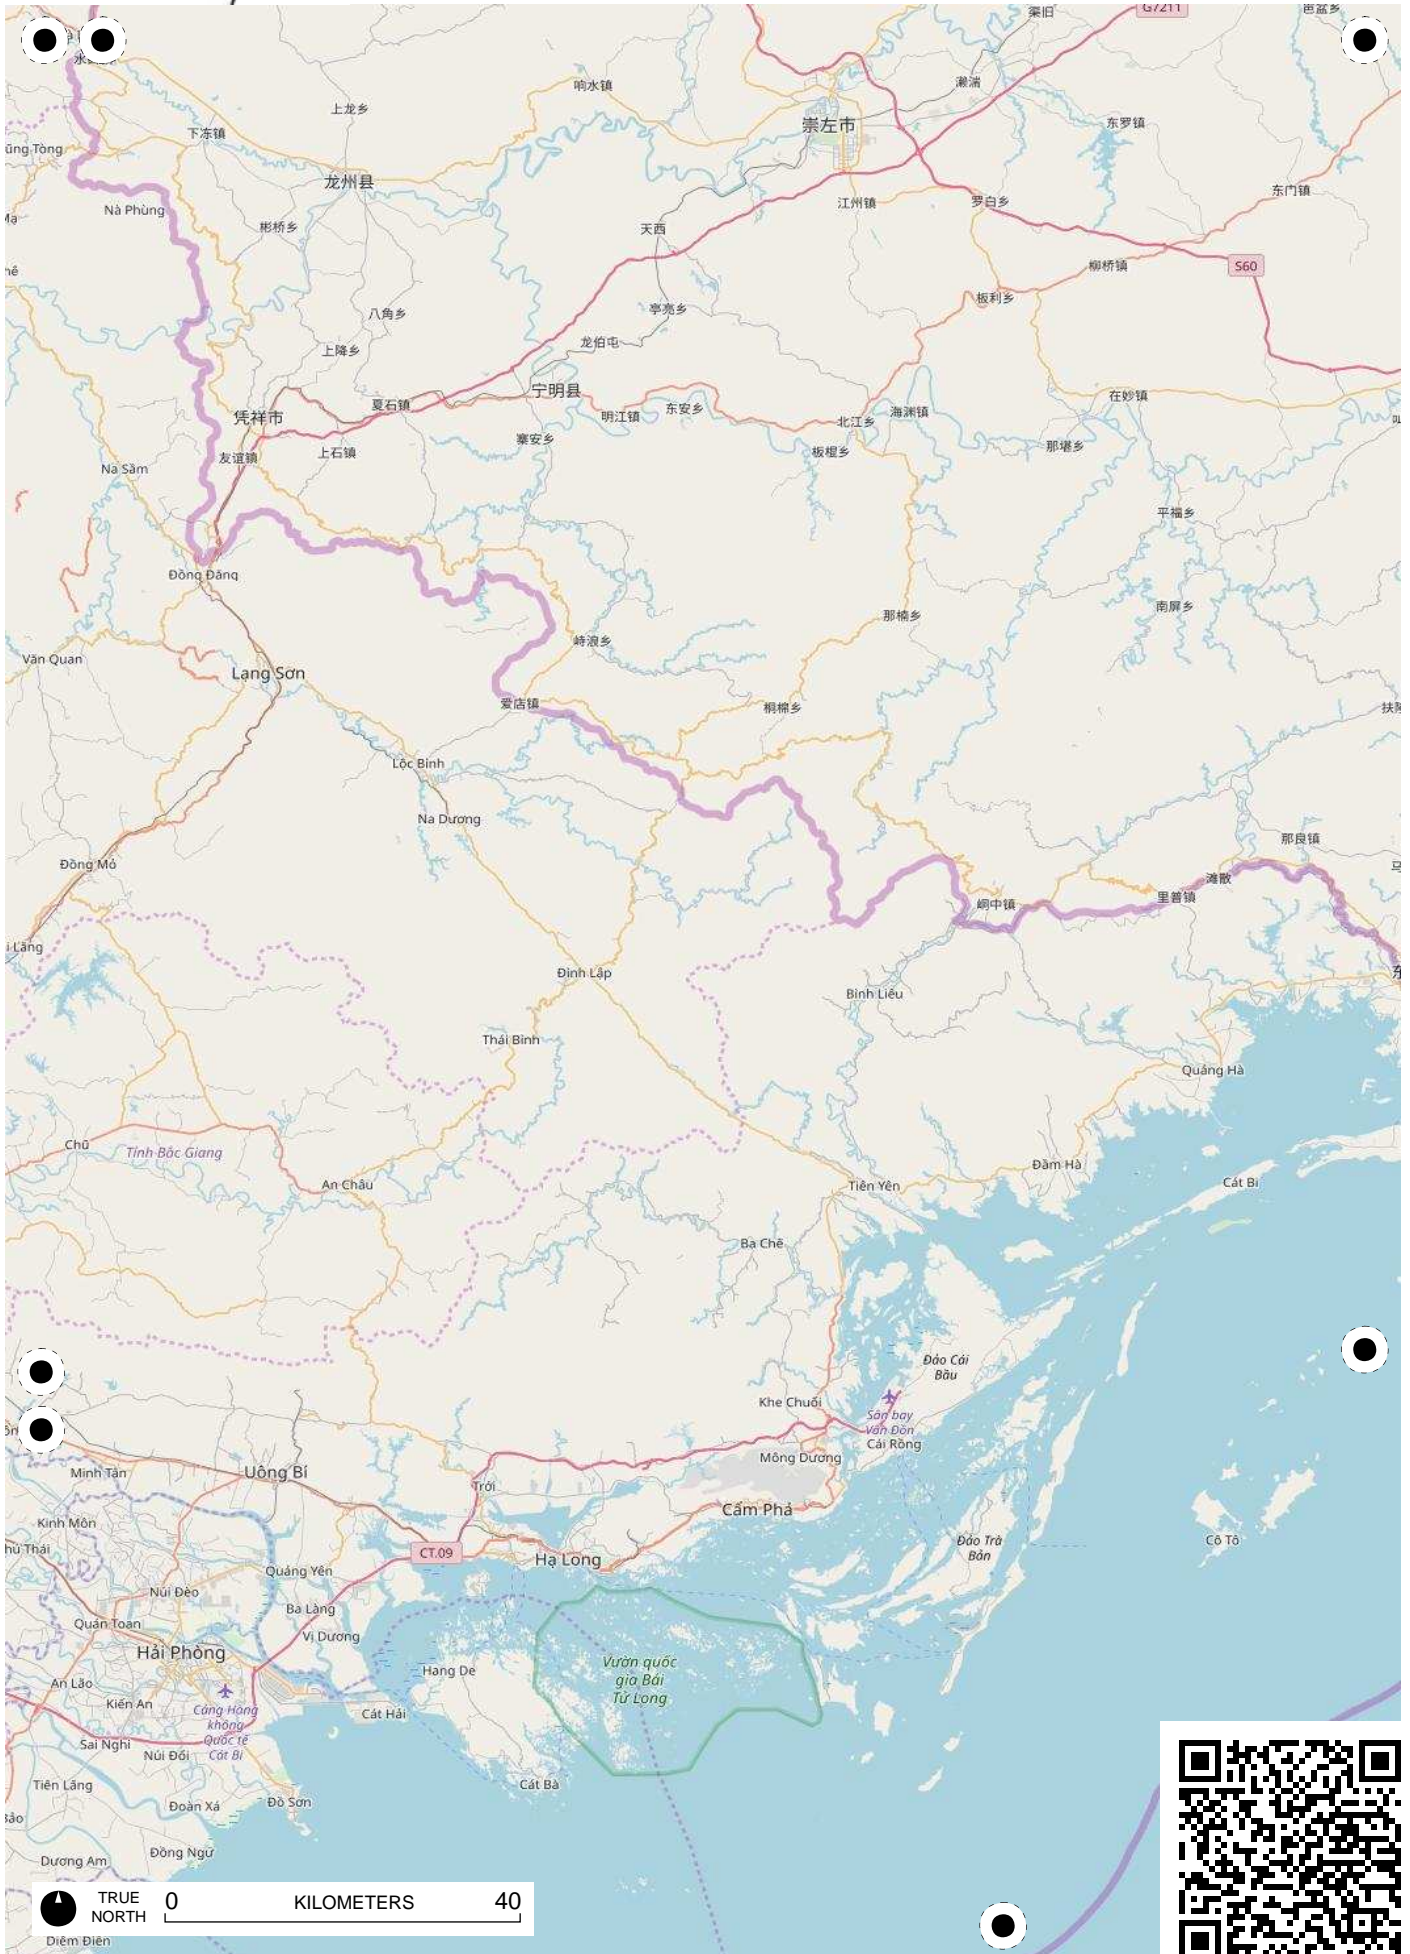 G7211
渠旧
岜盆乡
响水镇
濑湍
上龙乡
崇左市
东罗镇
下冻镇
龙州县
东门镇
Nà Phùng
江州镇
罗白乡
彬桥乡
天西
柳桥镇
S60
板利乡
亭亮乡
八角乡
龙伯屯
上降乡
宁明县
在妙镇
夏石镇
凭祥市
明江镇
东安乡
海渊镇
北江乡
寨安乡
那堪乡
上石镇
板棍乡
友谊镇
Na Sầm
平福乡
Đồng Đăng
南屏乡
那楠乡
峙浪乡
Văn Quan
Lạng Sơn
爱店镇
桐棉乡
Lộc Bình
Na Dương
那良镇
Đồng Mỏ
滩散
里普镇
峒中镇
Đình Lập
Bình Liêu
Thái Bình
Quảng Hà
Chũ
Tỉnh Bắc Giang
Đầm Hà
An Châu
Tiên Yên
Cát Bi
Ba Chẽ
Đảo Cái
Bầu
Khe Chuối
Sân bay
Vân Đồn
Cái Rồng
Mông Dương
Minh Tân
Uông Bí
Trới
Cẩm Phả
Kinh Môn
Cô Tô
Đảo Trà
Bản
CT.09
Hạ Long
Quảng Yên
Núi Đèo
Ba Làng
Quán Toan
Vị Dương
Hải Phòng
Vườn quốc
gia Bái
Tử Long
Hang De
An Lão
Kiến An
Cảng Hàng
không
Quốc tế
Cát Bi
Cát Hải
Sai Nghi
Núi Đối
Cát Bà
Tiên Lãng
Đồ Sơn
Đoàn Xá
Đồng Ngữ
Dương Am
TRUE
NORTH
0
KILOMETERS
40
Diêm Điền